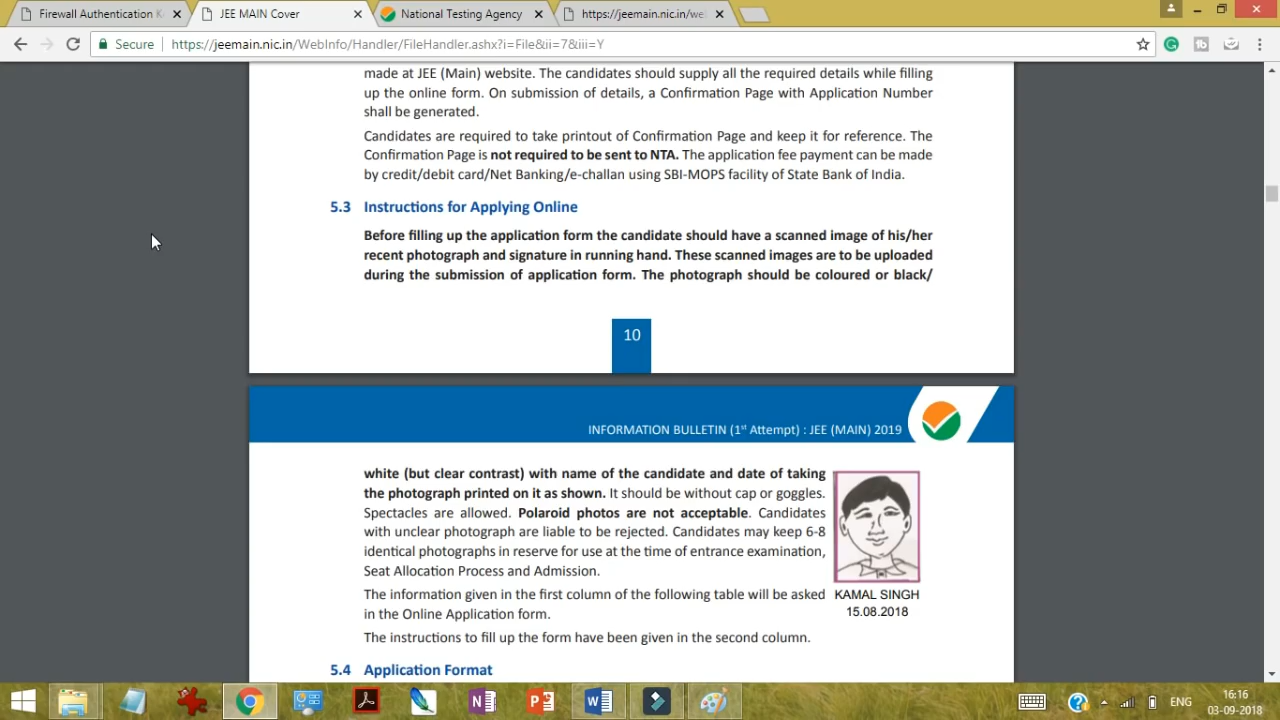 Firewall Authentication K
JEE MAIN Cover
National Testing Agency
https://jeemain.nic.in/wel
Secure
https://jeemain.nic.in/WebInfo/Handler/FileHandler.ashx?i=File&ii=7&iii=Y
made at JEE (Main) website. The candidates should supply all the required details while filling
up the online form. On submission of details, a Confirmation Page with Application Number
shall be generated.
Candidates are required to take printout of Confirmation Page and keep it for reference. The
Confirmation Page is not required to be sent to NTA. The application fee payment can be made
by credit/debit card/Net Banking/e-challan using SBI-MOPS facility of State Bank of India.
5.3 Instructions for Applying Online
Before filling up the application form the candidate should have a scanned image of his/her
recent photograph and signature in running hand. These scanned images are to be uploaded
during the submission of application form. The photograph should be coloured or black/
10
INFORMATION BULLETIN (1st Attempt) : JEE (MAIN) 2019
white (but clear contrast) with name of the candidate and date of taking
the photograph printed on it as shown. It should be without cap or goggles.
Spectacles are allowed. Polaroid photos are not acceptable. Candidates
with unclear photograph are liable to be rejected. Candidates may keep 6-8
identical photographs in reserve for use at the time of entrance examination,
Seat Allocation Process and Admission.
KAMAL SINGH
15.08.2018
The information given in the first column of the following table will be asked
in the Online Application form.
The instructions to fill up the form have been given in the second column.
5.4 Application Format
ENG
16:16
03-09-2018